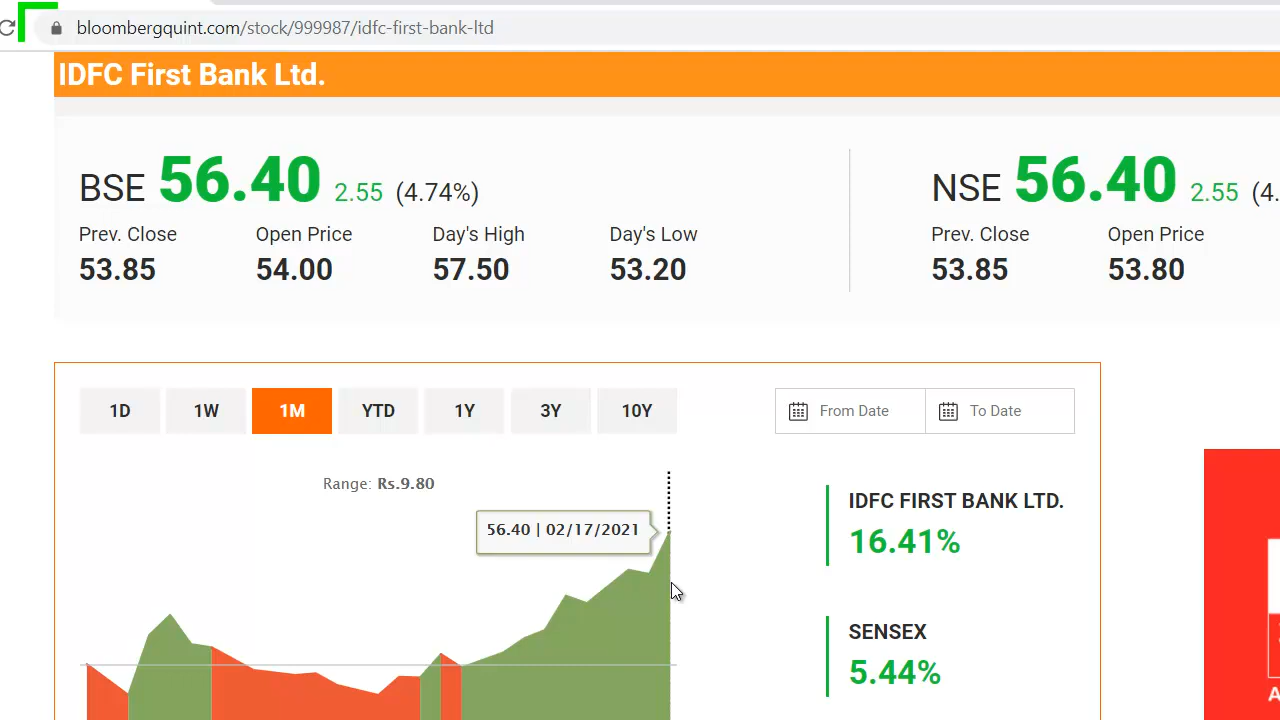 bloombergquint.com/stock/999987/idfc-first-bank-ltd
IDFC First Bank Ltd.
BSE 56.40 2.55 (4.74%)
Prev. Close Open Price Day's High Day's Low
53.85 54.00 57.50 53.20
NSE 56.40 2.55 (4.
Prev. Close Open Price
53.85 53.80
1D 1W 1M YTD 1Y 3Y 10Y
From Date To Date
Range: Rs.9.80
56.40 | 02/17/2021
IDFC FIRST BANK LTD.
16.41%
SENSEX
5.44%
A